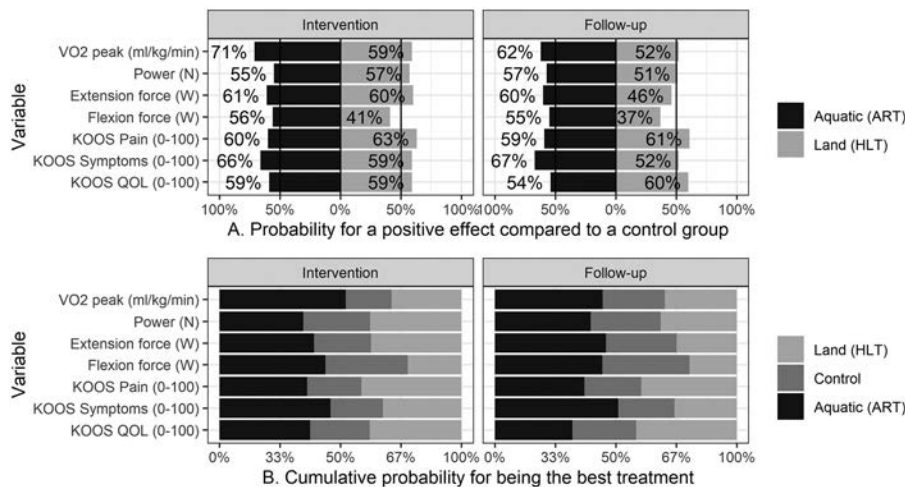 Intervention Follow-up
VO2 peak (ml/kg/min) 71% 59% 62% 52%
Power (N) 55% 57% 57% 51%
Extension force (W) 61% 60% 60% 46%
Flexion force (W) 56% 41% 55% 37%
KOOS Pain (0-100) 60% 63% 59% 61%
KOOS Symptoms (0-100) 66% 59% 67% 52%
KOOS QOL (0-100) 59% 59% 54% 60%
Variable
100% 50% 0% 50% 100% 100% 50% 0% 50% 100%
A. Probability for a positive effect compared to a control group
Aquatic (ART)
Land (HLT)
Intervention Follow-up
VO2 peak (ml/kg/min)
Power (N)
Extension force (W)
Flexion force (W)
KOOS Pain (0-100)
KOOS Symptoms (0-100)
KOOS QOL (0-100)
Variable
0% 33% 50% 67% 100% 0% 33% 50% 67% 100%
B. Cumulative probability for being the best treatment
Land (HLT)
Control
Aquatic (ART)